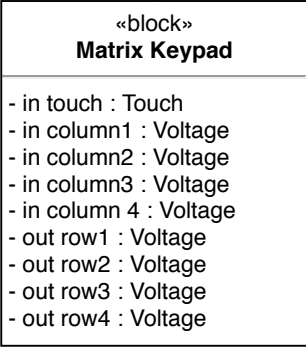 «block»
Matrix Keypad
- in touch : Touch
- in column1 : Voltage
- in column2 : Voltage
- in column3 : Voltage
- in column 4 : Voltage
- out row1 : Voltage
- out row2 : Voltage
- out row3 : Voltage
- out row4 : Voltage